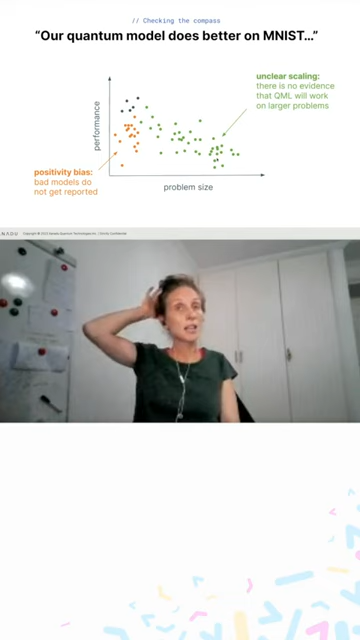 // Checking the compass
“Our quantum model does better on MNIST...”
unclear scaling:
there is no evidence
that QML will work
on larger problems
performance
positivity bias:
bad models do
not get reported
problem size